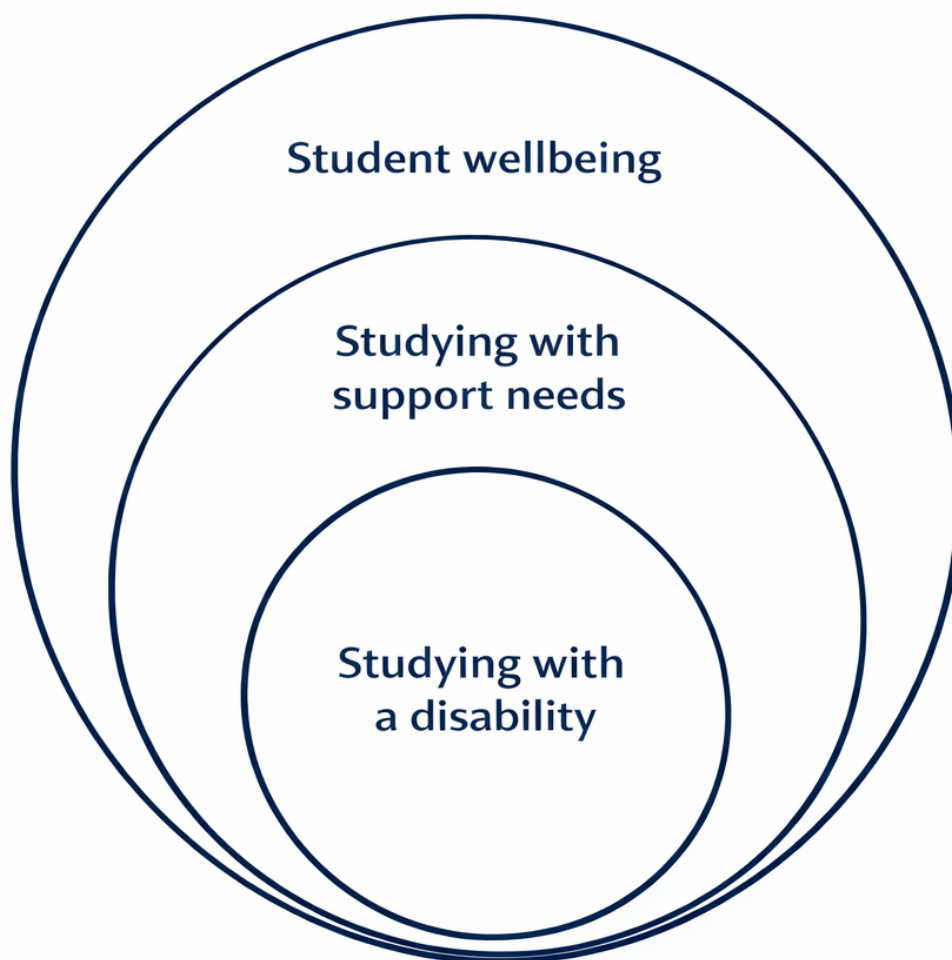 Student wellbeing
Studying with
support needs
Studying with
a disability